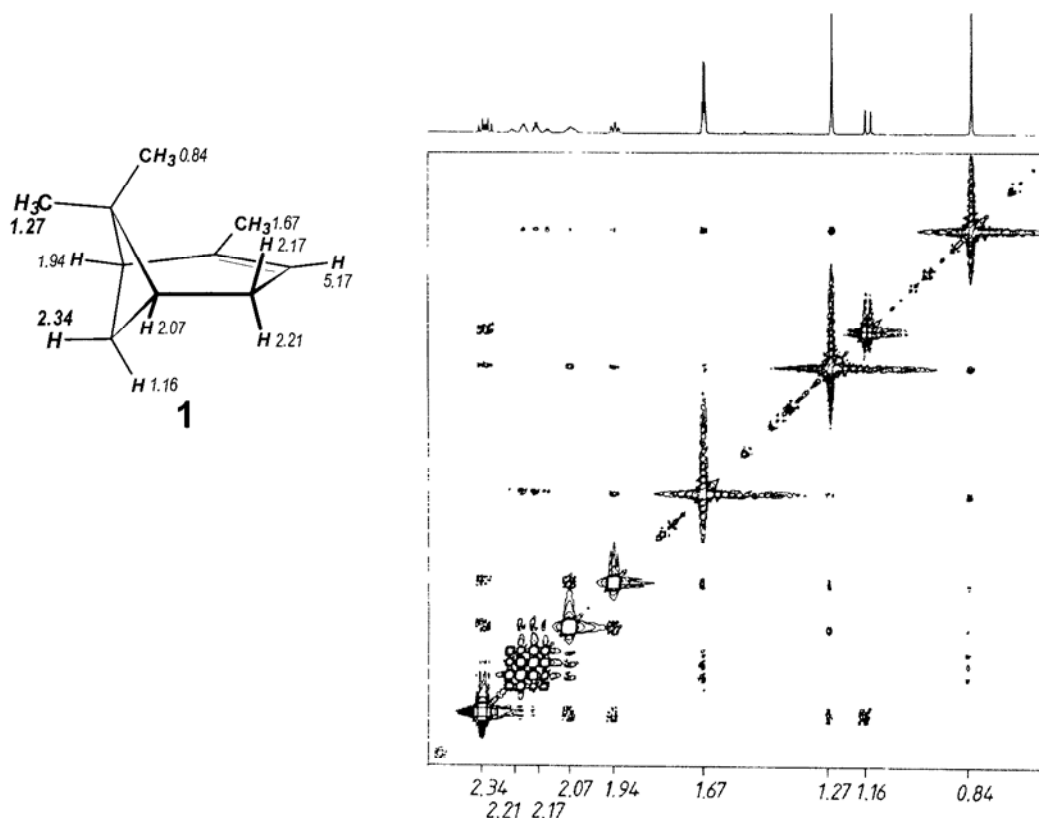 CH3 0.84
H3C
1.27
CH3 1.67
H 2.17
1.94 H
H
5.17
2.34
H
H 2.07
H 2.21
H 1.16
1
2.34 2.07 1.94 1.67 1.27 1.16 0.84
2.21 2.17